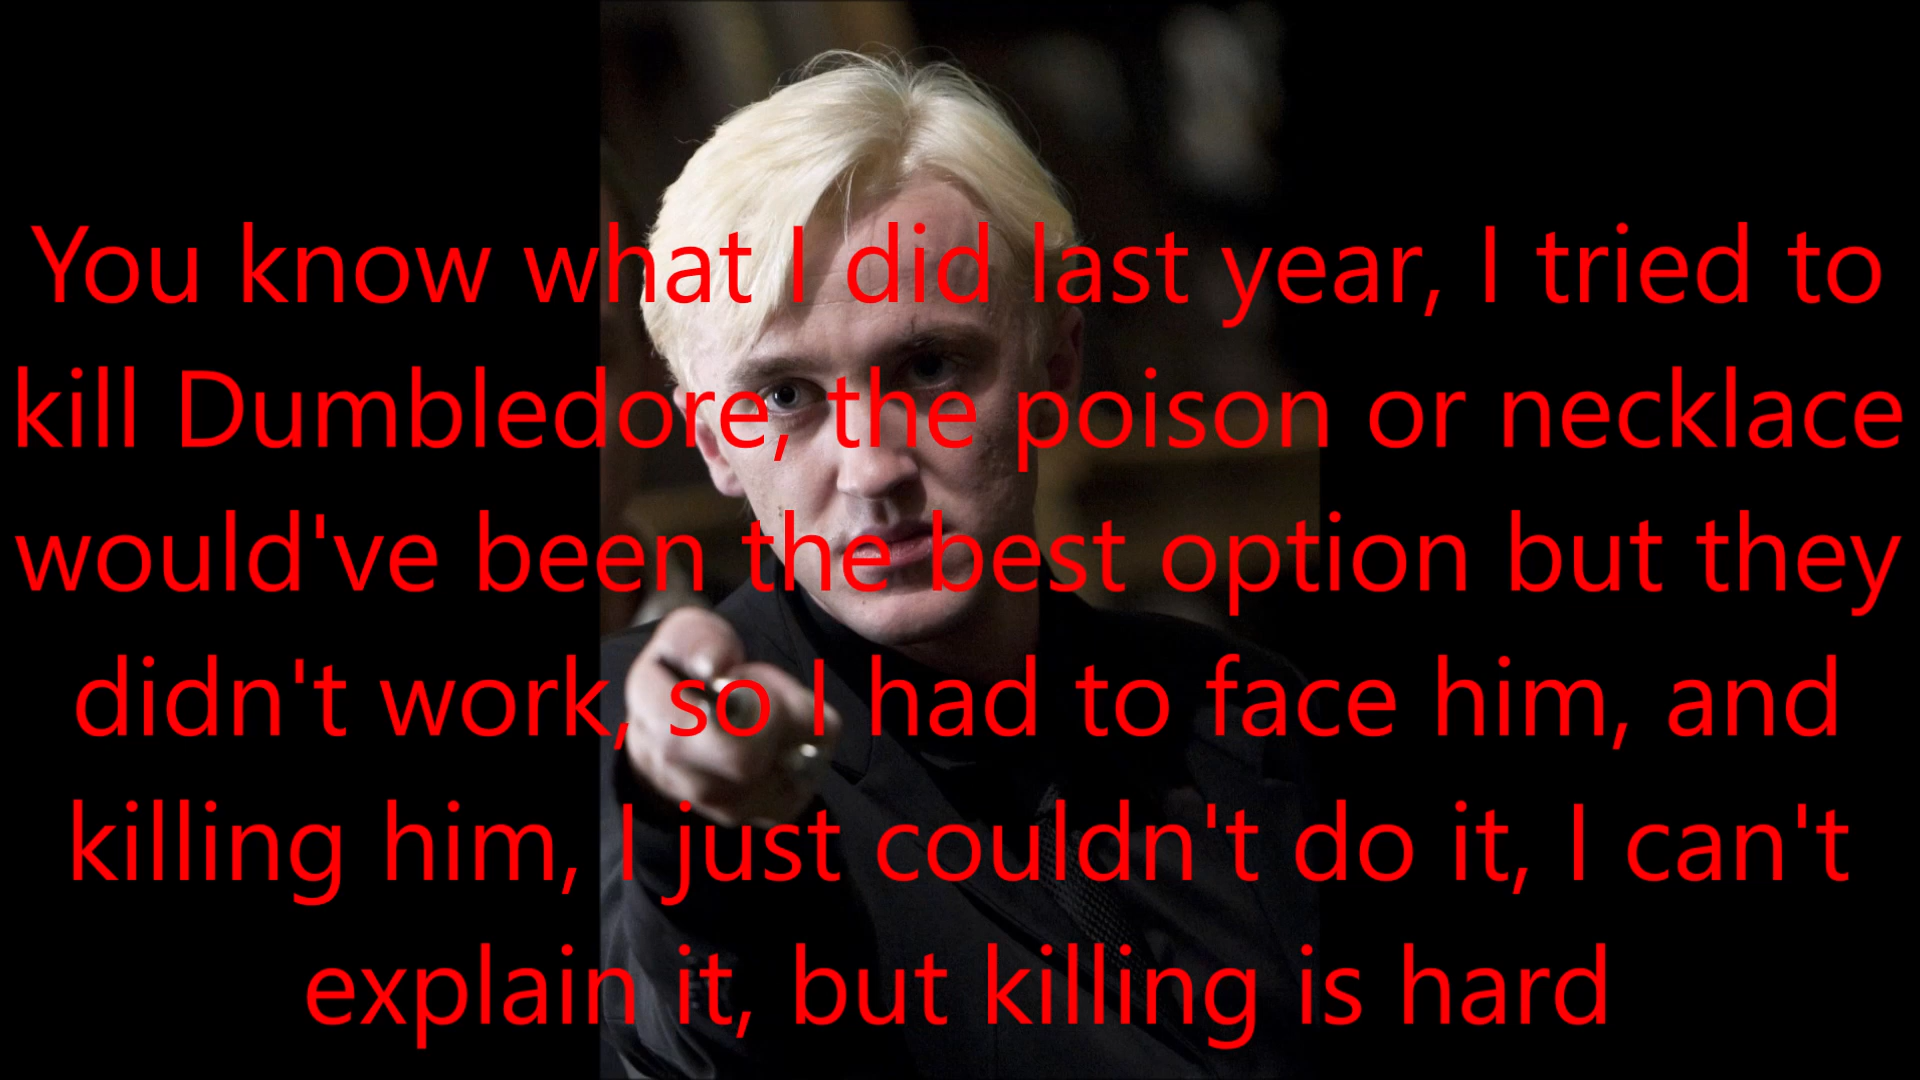 You know what I did last year, I tried to
kill Dumbledore, the poison or necklace
would've been the best option but they
didn't work, so I had to face him, and
killing him, I just couldn't do it, I can't
explain it, but killing is hard